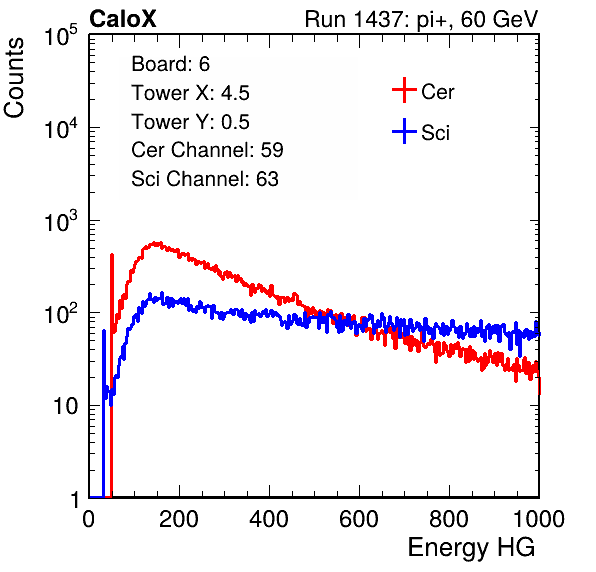 CaloX Run 1437: pi+, 60 GeV
Counts
Board: 6
Tower X: 4.5
Tower Y: 0.5
Cer Channel: 59
Sci Channel: 63
Cer
Sci
10^5
10^4
10^3
10^2
10
1
0 200 400 600 800 1000
Energy HG